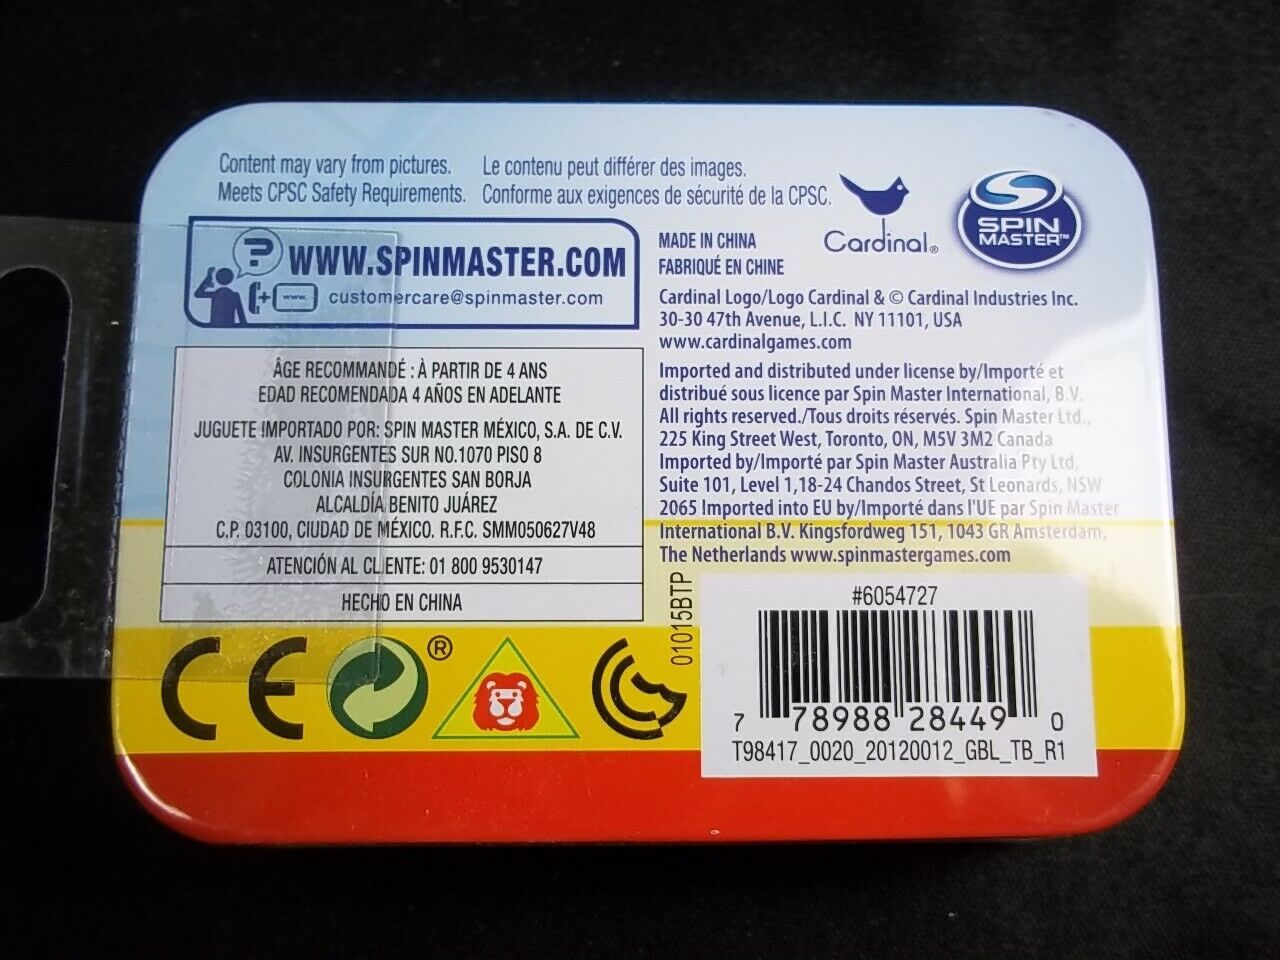 Content may vary from pictures. Le contenu peut différer des images.
Meets CPSC Safety Requirements. Conforme aux exigences de sécurité de la CPSC.
? WWW.SPINMASTER.COM
+ www. customercare@spinmaster.com
MADE IN CHINA
FABRIQUÉ EN CHINE
Cardinal®
SPIN
MASTER™
Cardinal Logo/Logo Cardinal & © Cardinal Industries Inc.
30-30 47th Avenue, L.I.C. NY 11101, USA
www.cardinalgames.com
Imported and distributed under license by/Importé et
distribué sous licence par Spin Master International, B.V.
All rights reserved./Tous droits réservés. Spin Master Ltd.,
225 King Street West, Toronto, ON, M5V 3M2 Canada
Imported by/Importé par Spin Master Australia Pty Ltd,
Suite 101, Level 1,18-24 Chandos Street, St Leonards, NSW
2065 Imported into EU by/Importé dans l'UE par Spin Master
International B.V. Kingsfordweg 151, 1043 GR Amsterdam,
The Netherlands www.spinmastergames.com
ÂGE RECOMMANDÉ : À PARTIR DE 4 ANS
EDAD RECOMENDADA 4 AÑOS EN ADELANTE
JUGUETE IMPORTADO POR: SPIN MASTER MÉXICO, S.A. DE C.V.
AV. INSURGENTES SUR NO.1070 PISO 8
COLONIA INSURGENTES SAN BORJA
ALCALDÍA BENITO JUÁREZ
C.P. 03100, CIUDAD DE MÉXICO. R.F.C. SMM050627V48
ATENCIÓN AL CLIENTE: 01 800 9530147
HECHO EN CHINA
CE ®
01015BTP
#6054727
7 78988 28449 0
T98417_0020_20120012_GBL_TB_R1